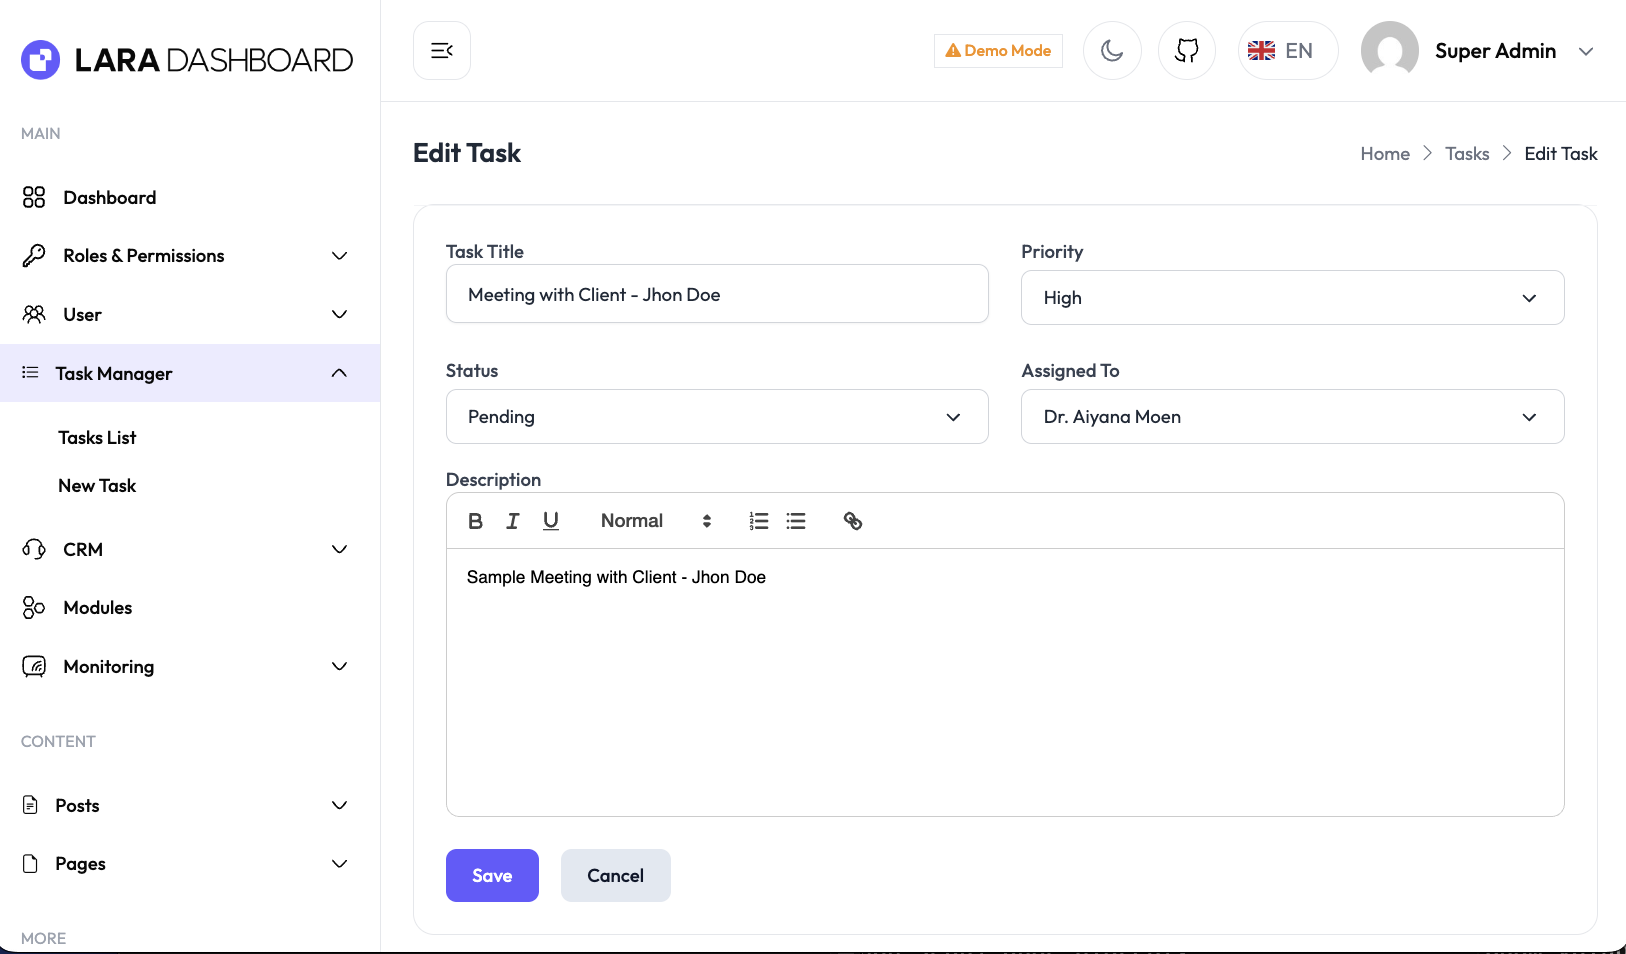 LARA DASHBOARD
Demo Mode
EN
Super Admin
MAIN
Dashboard
Roles & Permissions
User
Task Manager
Tasks List
New Task
CRM
Modules
Monitoring
CONTENT
Posts
Pages
MORE
Edit Task
Home > Tasks > Edit Task
Task Title
Meeting with Client - Jhon Doe
Priority
High
Status
Pending
Assigned To
Dr. Aiyana Moen
Description
B I U Normal
Sample Meeting with Client - Jhon Doe
Save Cancel